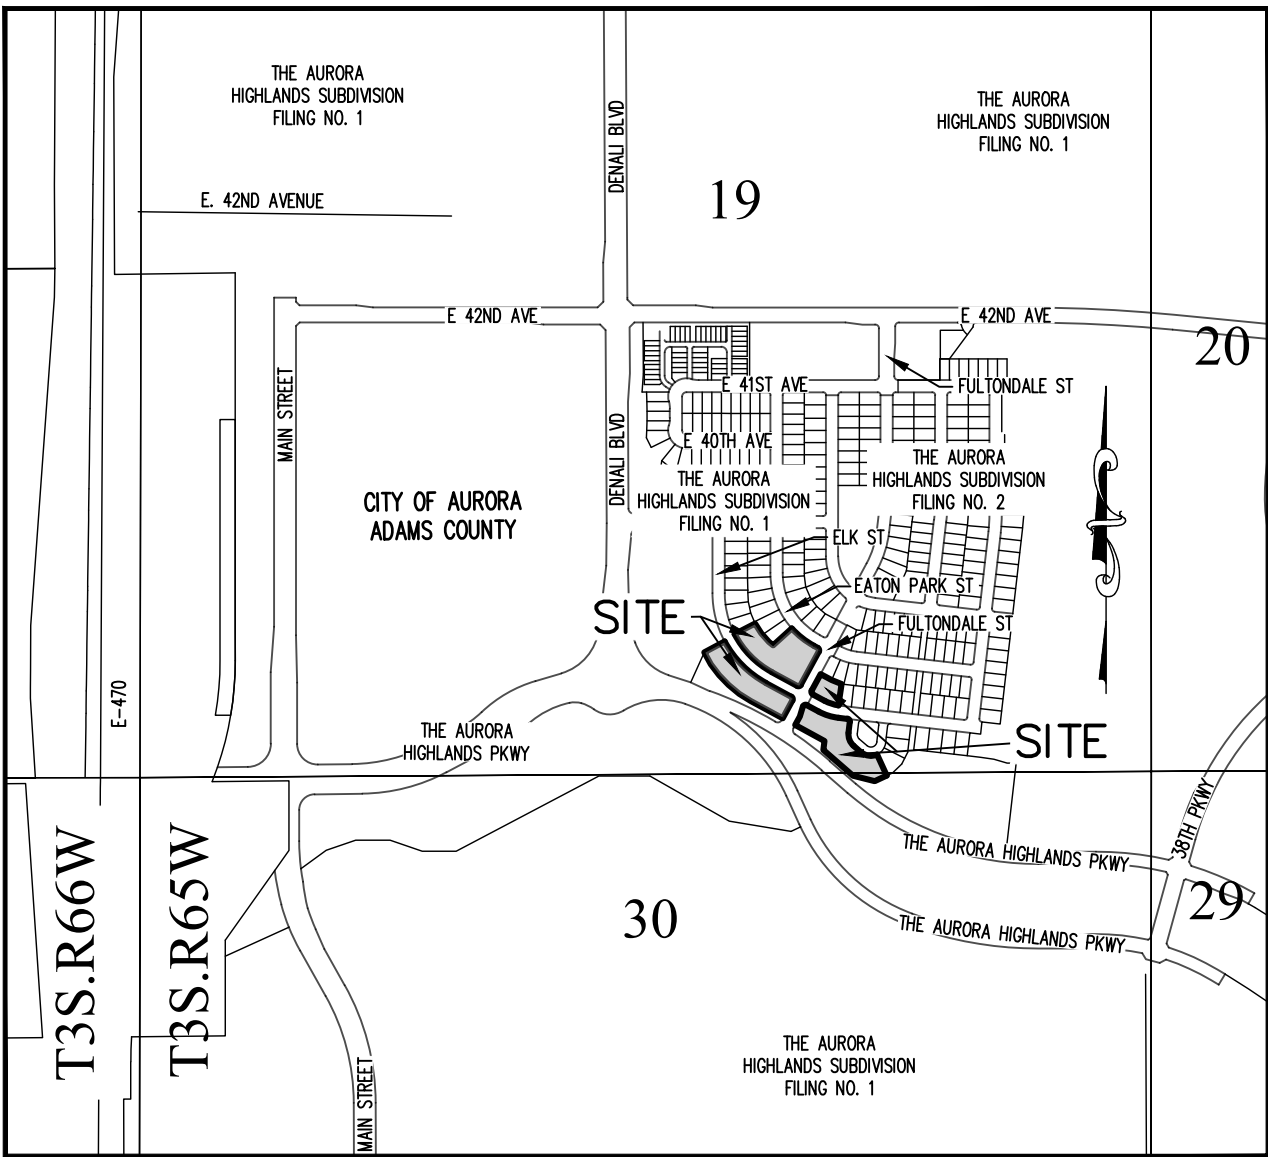 THE AURORA
HIGHLANDS SUBDIVISION
FILING NO. 1
THE AURORA
HIGHLANDS SUBDIVISION
FILING NO. 1
DENALI BLVD
19
E. 42ND AVENUE
E 42ND AVE
E 42ND AVE
20
MAIN STREET
E 41ST AVE
FULTONDALE ST
DENALI BLVD
E 40TH AVE
THE AURORA
HIGHLANDS SUBDIVISION
FILING NO. 1
THE AURORA
HIGHLANDS SUBDIVISION
FILING NO. 2
CITY OF AURORA
ADAMS COUNTY
ELK ST
EATON PARK ST
SITE
FULTONDALE ST
E-470
THE AURORA
HIGHLANDS PKWY
SITE
38TH PKWY
T3S.R66W
T3S.R65W
THE AURORA HIGHLANDS PKWY
30
29
THE AURORA HIGHLANDS PKWY
MAIN STREET
THE AURORA
HIGHLANDS SUBDIVISION
FILING NO. 1